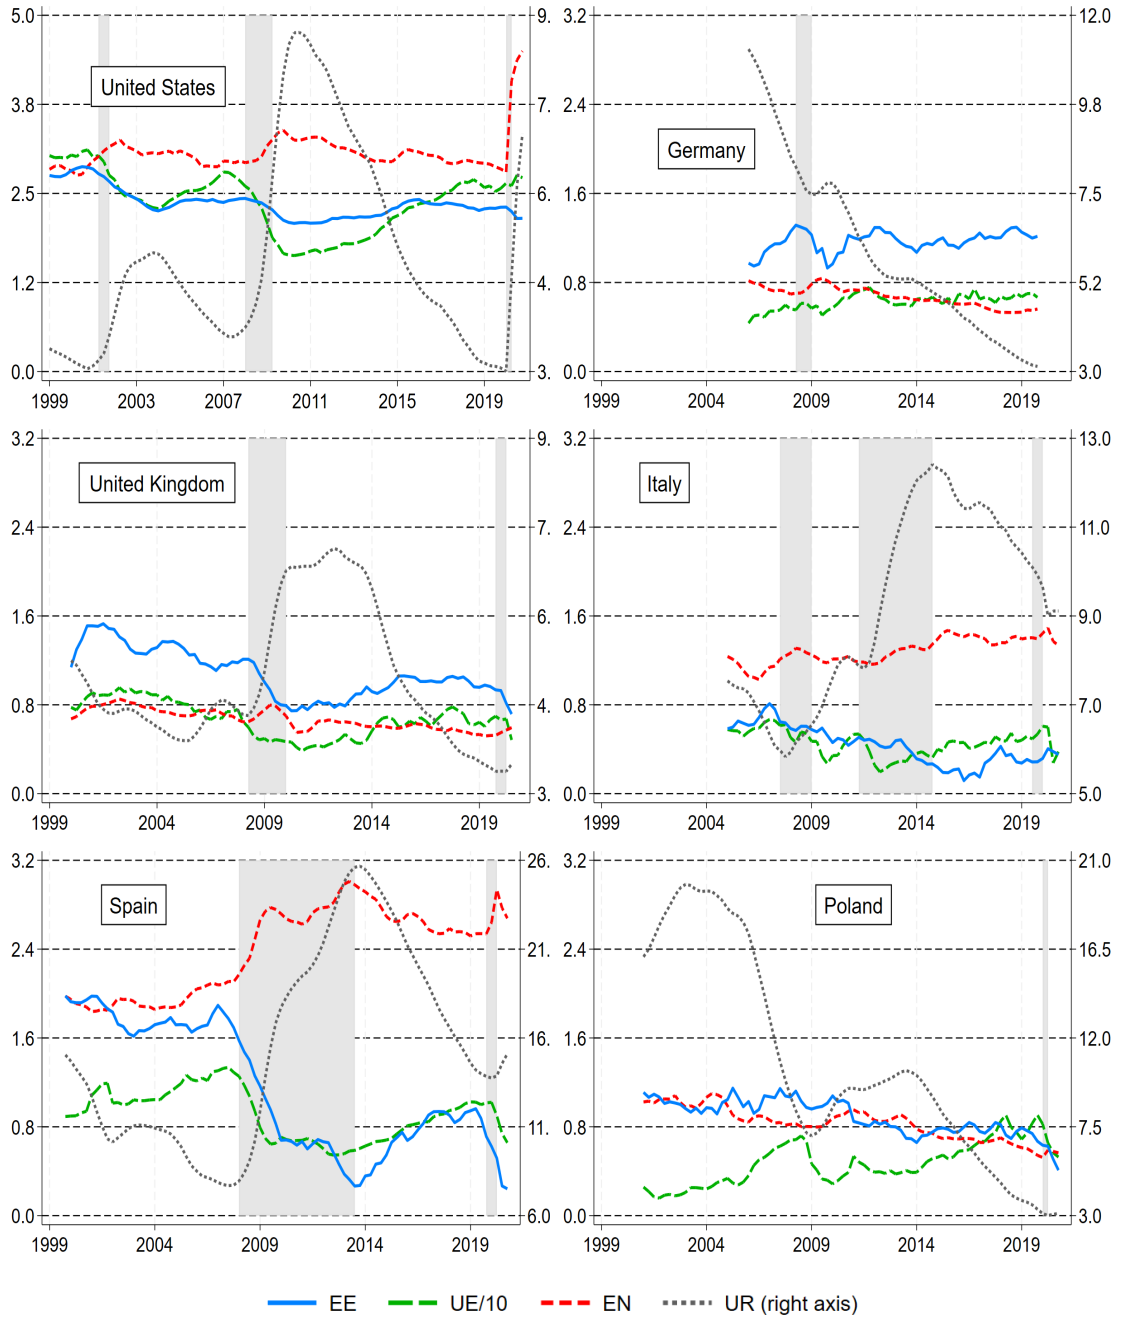 5.0 9. 3.2 12.0
United States
3.8 7. 2.4 9.8
Germany
2.5 6. 1.6 7.5
1.2 4. 0.8 5.2
0.0 3. 0.0 3.0
1999 2003 2007 2011 2015 2019 1999 2004 2009 2014 2019
3.2 9. 3.2 13.0
United Kingdom Italy
2.4 7. 2.4 11.0
1.6 6. 1.6 9.0
0.8 4. 0.8 7.0
0.0 3. 0.0 5.0
1999 2004 2009 2014 2019 1999 2004 2009 2014 2019
3.2 26. 3.2 21.0
Spain Poland
2.4 21. 2.4 16.5
1.6 16. 1.6 12.0
0.8 11. 0.8 7.5
0.0 6.0 0.0 3.0
1999 2004 2009 2014 2019 1999 2004 2009 2014 2019
EE UE/10 EN UR (right axis)